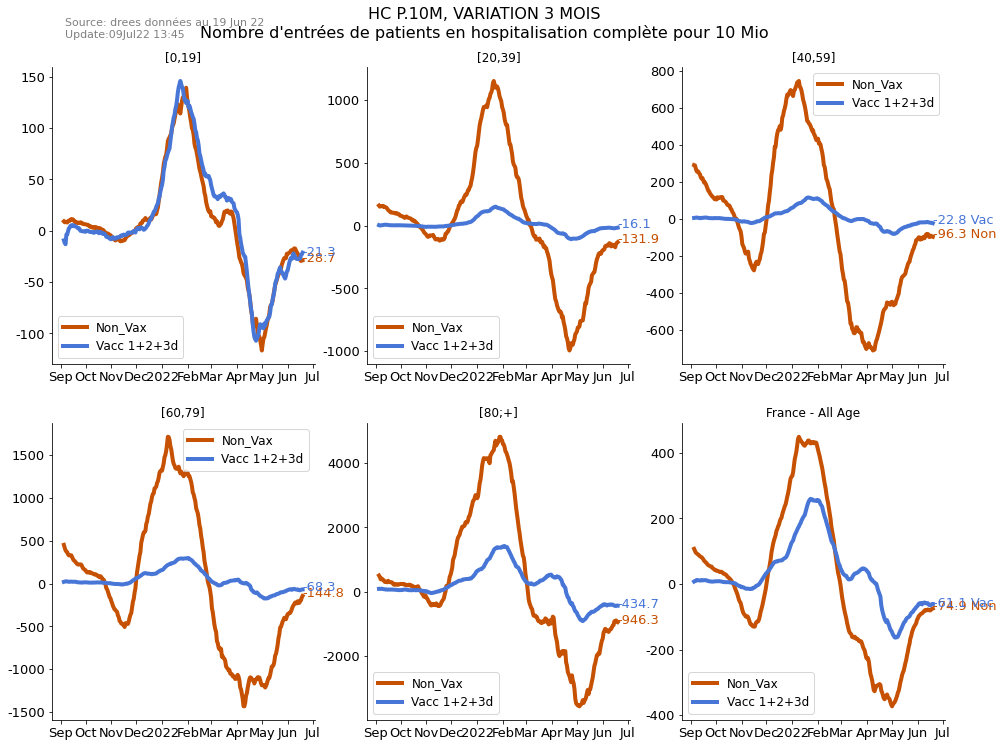 HC P.10M, VARIATION 3 MOIS
Source: drees données au 19 Jun 22
Update:09Jul22 13:45
Nombre d'entrées de patients en hospitalisation complète pour 10 Mio
[0,19]
150
100
50
0
-50
-100
-21.3
-28.7
Non_Vax
Vacc 1+2+3d
Sep Oct Nov Dec 2022 Feb Mar Apr May Jun Jul
[20,39]
1000
500
0
-500
-1000
-16.1
-131.9
Non_Vax
Vacc 1+2+3d
Sep Oct Nov Dec 2022 Feb Mar Apr May Jun Jul
[40,59]
800
600
400
200
0
-200
-400
-600
Non_Vax
Vacc 1+2+3d
-22.8 Vac
-96.3 Non
Sep Oct Nov Dec 2022 Feb Mar Apr May Jun Jul
[60,79]
1500
1000
500
0
-500
-1000
-1500
Non_Vax
Vacc 1+2+3d
-68.3
-144.8
Sep Oct Nov Dec 2022 Feb Mar Apr May Jun Jul
[80;+]
4000
2000
0
-2000
-434.7
-946.3
Non_Vax
Vacc 1+2+3d
Sep Oct Nov Dec 2022 Feb Mar Apr May Jun Jul
France - All Age
400
200
0
-200
-400
-61.1 Vac
-74.9 Non
Non_Vax
Vacc 1+2+3d
Sep Oct Nov Dec 2022 Feb Mar Apr May Jun Jul